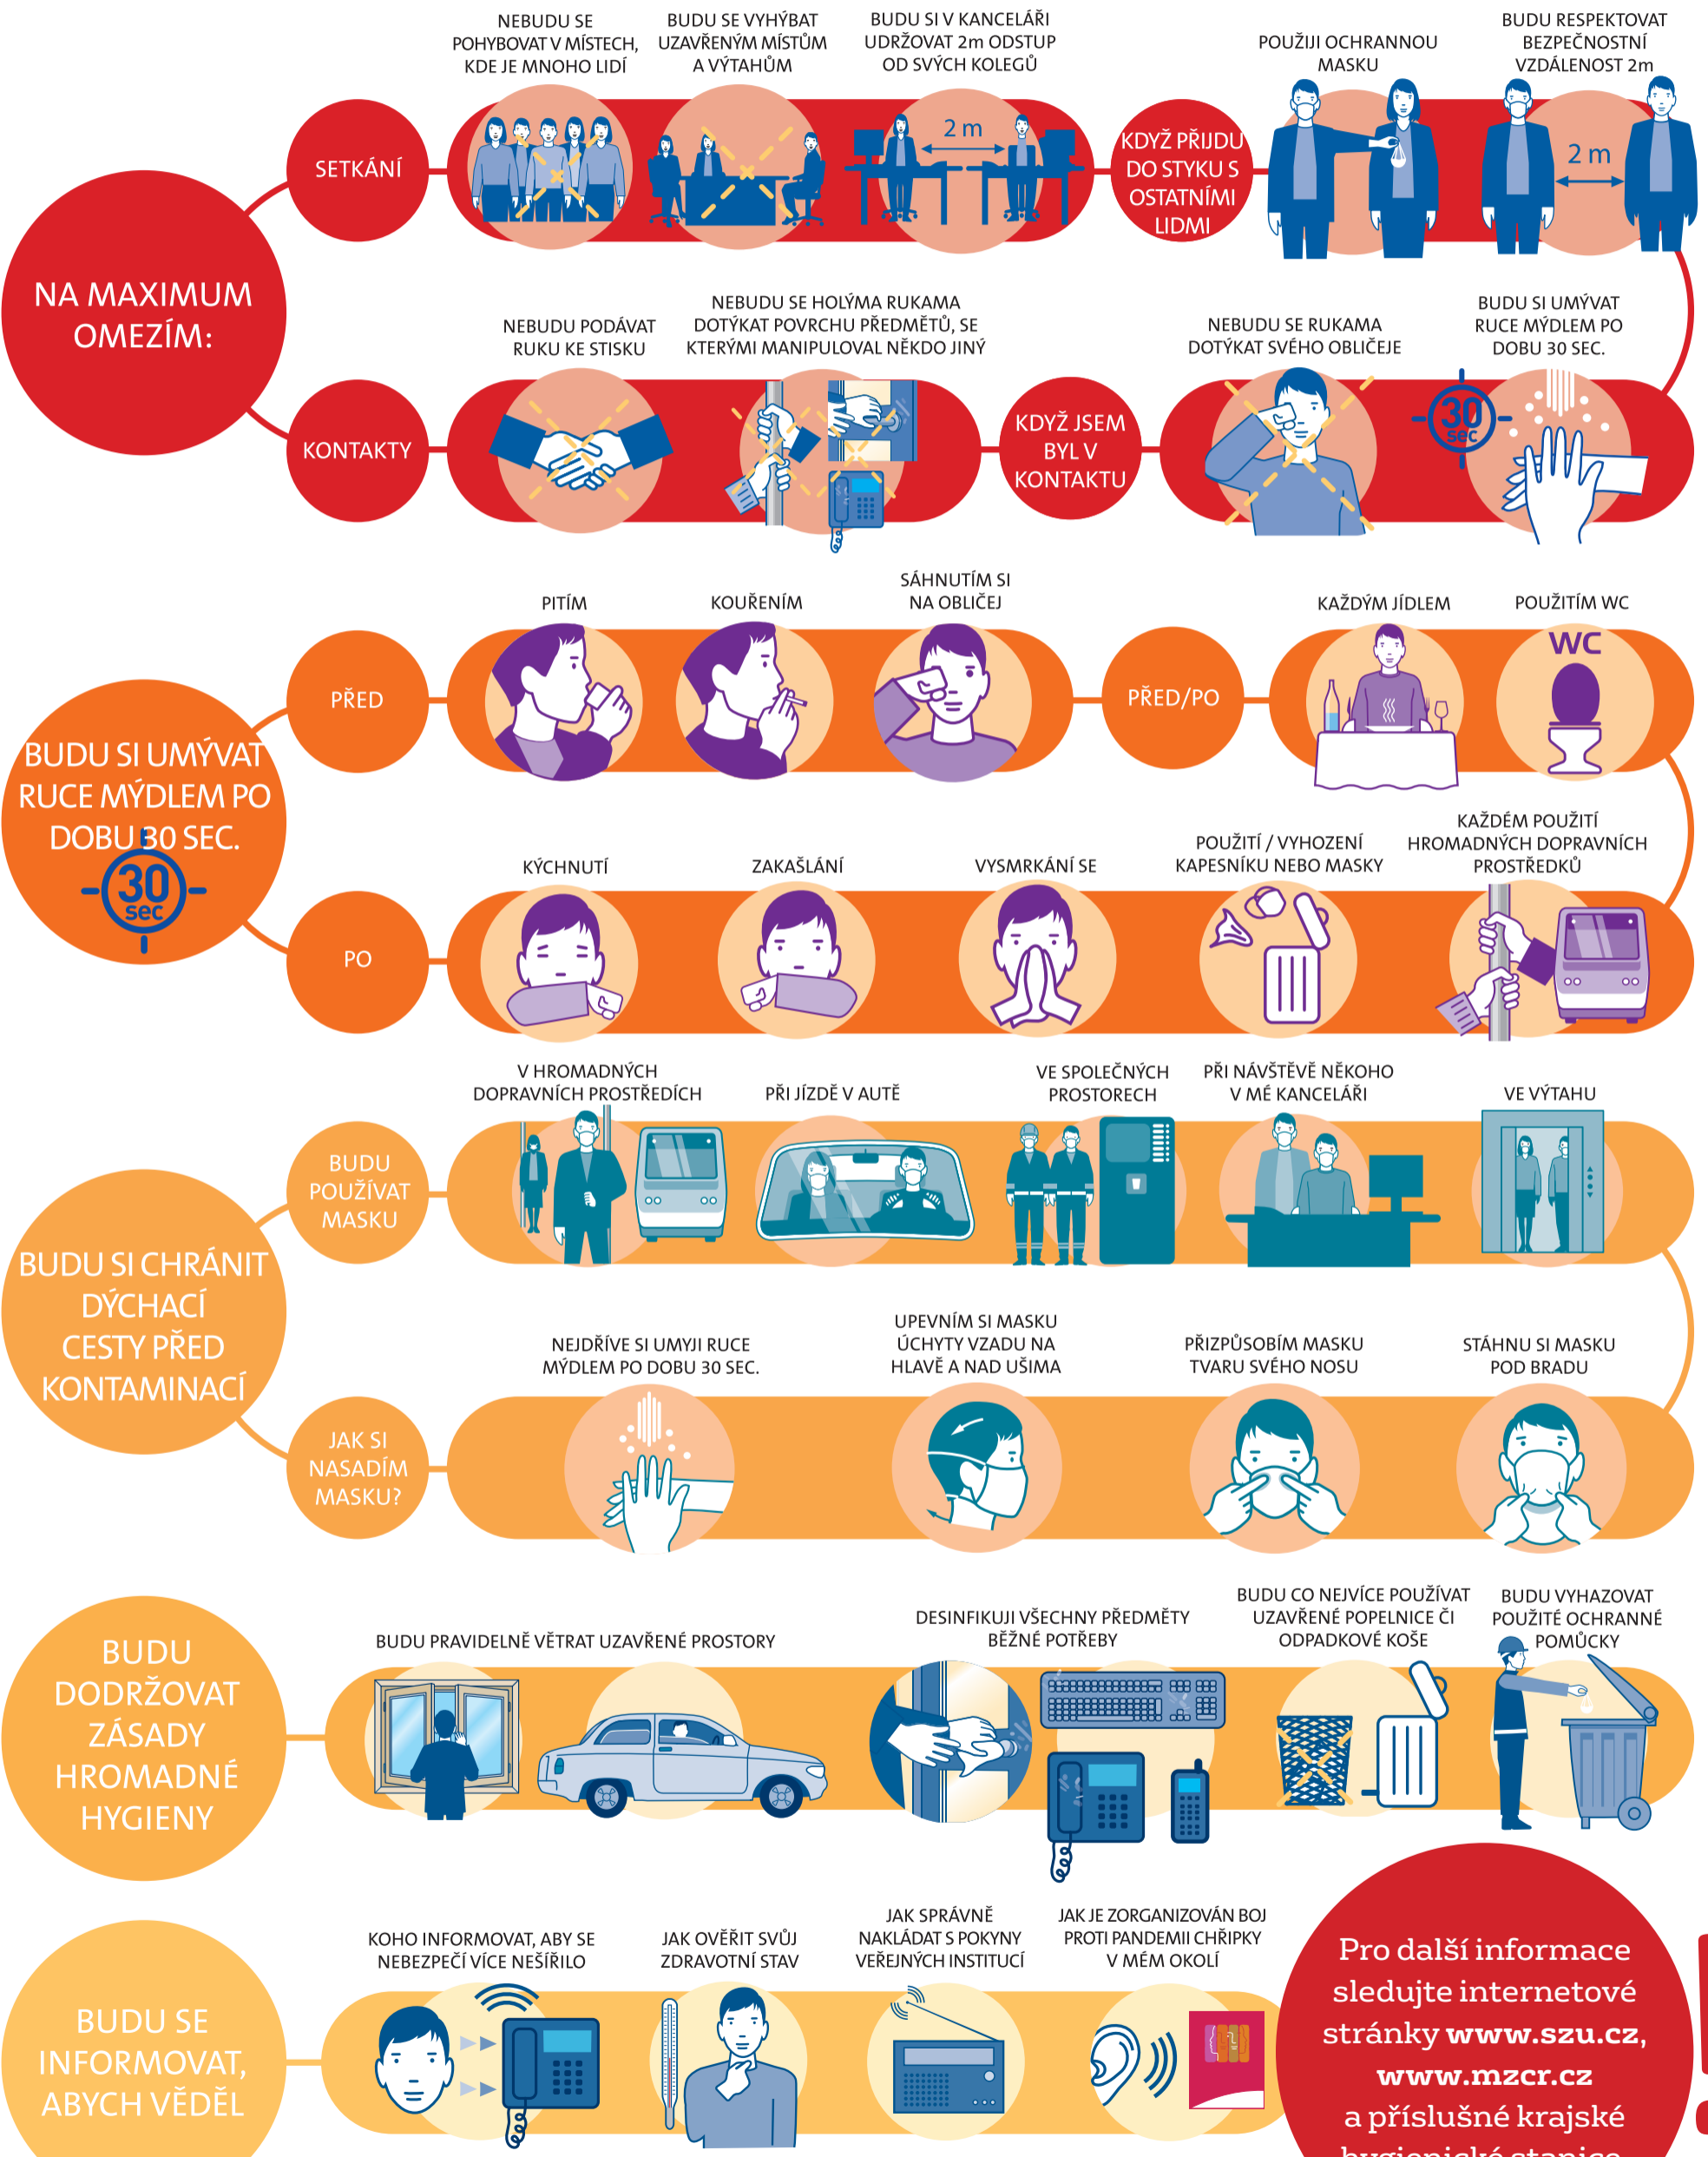 NEBUDU SE
POHYBOVAT V MÍSTECH,
KDE JE MNOHO LIDÍ
BUDU SE VYHÝBAT
UZAVŘENÝM MÍSTŮM
A VÝTAHŮM
BUDU SI V KANCELÁŘI
UDRŽOVAT 2m ODSTUP
OD SVÝCH KOLEGŮ
POUŽIJI OCHRANNOU
MASKU
BUDU RESPEKTOVAT
BEZPEČNOSTNÍ
VZDÁLENOST 2m
NA MAXIMUM
OMEZÍM:
SETKÁNÍ
2 m
KDYŽ PŘIJDU
DO STYKU S
OSTATNÍMI
LIDMI
2 m
NEBUDU PODÁVAT
RUKU KE STISKU
NEBUDU SE HOLÝMA RUKAMA
DOTÝKAT POVRCHU PŘEDMĚTŮ, SE
KTERÝMI MANIPULOVAL NĚKDO JINÝ
NEBUDU SE RUKAMA
DOTÝKAT SVÉHO OBLIČEJE
BUDU SI UMÝVAT
RUCE MÝDLEM PO
DOBU 30 SEC.
KONTAKTY
KDYŽ JSEM
BYL V
KONTAKTU
30
sec
BUDU SI UMÝVAT
RUCE MÝDLEM PO
DOBU 30 SEC.
30
sec
PŘED
PITÍM
KOUŘENÍM
SÁHNUTÍM SI
NA OBLIČEJ
PŘED/PO
KAŽDÝM JÍDLEM
POUŽITÍM WC
WC
PO
KÝCHNUTÍ
ZAKAŠLÁNÍ
VYSMRKÁNÍ SE
POUŽITÍ / VYHOZENÍ
KAPESNÍKU NEBO MASKY
KAŽDÉM POUŽITÍ
HROMADNÝCH DOPRAVNÍCH
PROSTŘEDKŮ
BUDU SI CHRÁNIT
DÝCHACÍ
CESTY PŘED
KONTAMINACÍ
BUDU
POUŽÍVAT
MASKU
V HROMADNÝCH
DOPRAVNÍCH PROSTŘEDÍCH
PŘI JÍZDĚ V AUTĚ
VE SPOLEČNÝCH
PROSTORECH
PŘI NÁVŠTĚVĚ NĚKOHO
V MÉ KANCELÁŘI
VE VÝTAHU
JAK SI
NASADÍM
MASKU?
NEJDŘÍVE SI UMYJI RUCE
MÝDLEM PO DOBU 30 SEC.
UPEVNÍM SI MASKU
ÚCHYTY VZADU NA
HLAVĚ A NAD UŠIMA
PŘIZPŮSOBÍM MASKU
TVARU SVÉHO NOSU
STÁHNU SI MASKU
POD BRADU
BUDU
DODRŽOVAT
ZÁSADY
HROMADNÉ
HYGIENY
BUDU PRAVIDELNĚ VĚTRAT UZAVŘENÉ PROSTORY
DESINFIKUJI VŠECHNY PŘEDMĚTY
BĚŽNÉ POTŘEBY
BUDU CO NEJVÍCE POUŽÍVAT
UZAVŘENÉ POPELNICE ČI
ODPADKOVÉ KOŠE
BUDU VYHAZOVAT
POUŽITÉ OCHRANNÉ
POMŮCKY
BUDU SE
INFORMOVAT,
ABYCH VĚDĚL
KOHO INFORMOVAT, ABY SE
NEBEZPEČÍ VÍCE NEŠÍŘILO
JAK OVĚŘIT SVŮJ
ZDRAVOTNÍ STAV
JAK SPRÁVNĚ
NAKLÁDAT S POKYNY
VEŘEJNÝCH INSTITUCÍ
JAK JE ZORGANIZOVÁN BOJ
PROTI PANDEMII CHŘIPKY
V MÉM OKOLÍ
Pro další informace
sledujte internetové
stránky www.szu.cz,
www.mzcr.cz
a příslušné krajské
hygienické stanice